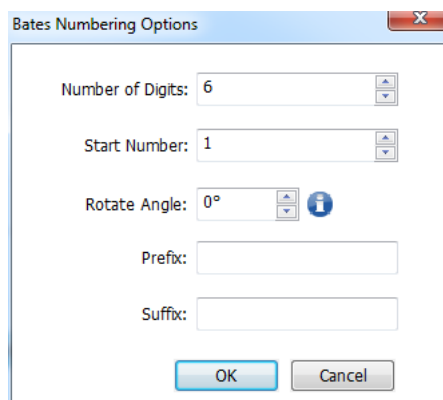 Bates Numbering Options
Number of Digits: 6
Start Number: 1
Rotate Angle: 0°
Prefix:
Suffix:
OK Cancel